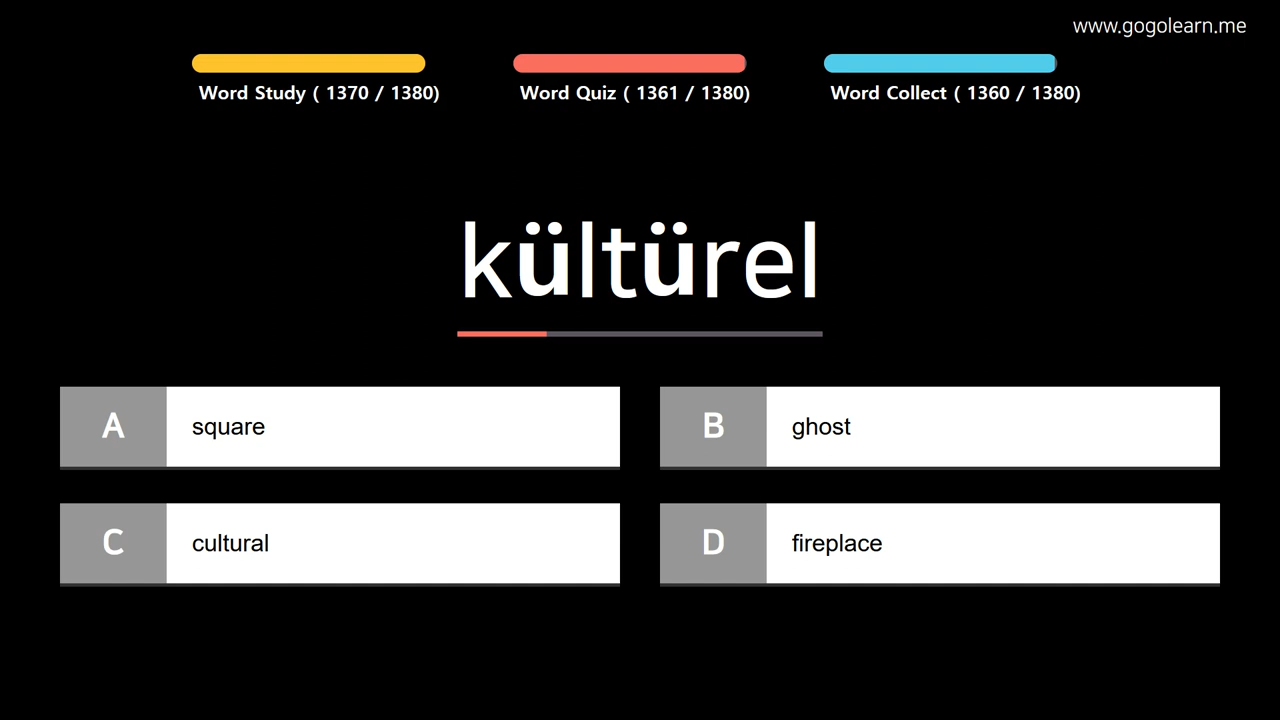 www.gogolearn.me
Word Study ( 1370 / 1380)
Word Quiz ( 1361 / 1380)
Word Collect ( 1360 / 1380)
kültürel
A square
B ghost
C cultural
D fireplace